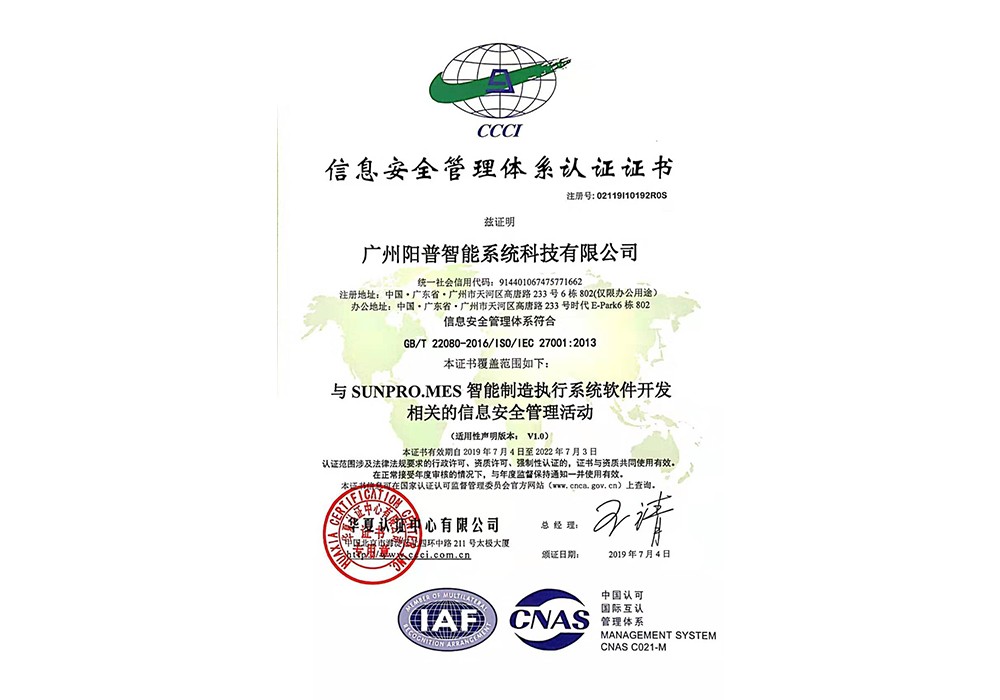 CCCI
信息安全管理体系认证证书
注册号: 02119I10192R0S
兹证明
广州阳普智能系统科技有限公司
统一社会信用代码: 914401067475771662
注册地址: 中国·广东省·广州市天河区高唐路 233 号 6 栋 802(仅限办公用途)
办公地址: 中国·广东省·广州市天河区高唐路 233 号时代 E-Park6 栋 802
信息安全管理体系符合
GB/T 22080-2016/ISO/IEC 27001:2013
本证书覆盖范围如下:
与 SUNPRO.MES 智能制造执行系统软件开发
相关的信息安全管理活动
(适用性声明版本: V1.0)
本证书有效期自 2019 年 7 月 4 日至 2022 年 7 月 3 日
认证范围涉及法律法规要求的行政许可、资质许可、强制性认证的, 证书与资质共同使用有效。
在正常接受年度审核的情况下, 与年度监督保持通知一并使用有效。
本证书信息可在国家认证认可监督管理委员会官方网站 (www.cnca.gov.cn) 上查询。
HUAXIA CERTIFICATION CENTER INC.
华夏认证中心有限公司
证书
专用章
华夏认证中心有限公司
总 经 理: 王靖
中国北京市 环中路 211 号太极大厦
http://www.ccci.com.cn
颁证日期: 2019 年 7 月 4 日
MEMBER OF MULTILATERAL
IAF
RECOGNITION ARRANGEMENT
CNAS
中国认可
国际互认
管理体系
MANAGEMENT SYSTEM
CNAS C021-M